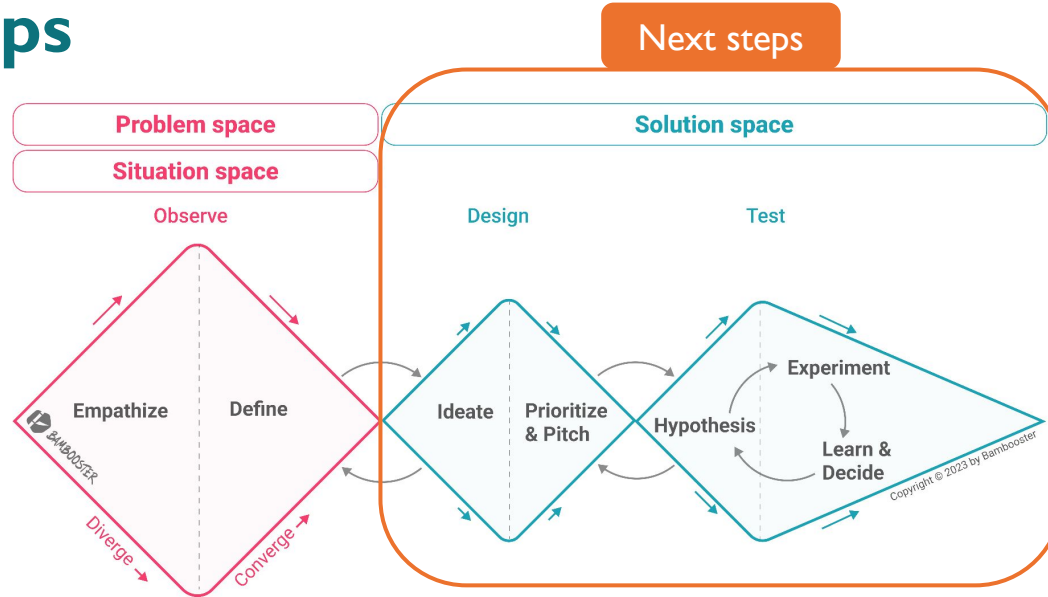 ps
Next steps
Problem space
Solution space
Situation space
Observe
Design
Test
Experiment
Empathize
Define
Ideate
Prioritize
& Pitch
Hypothesis
Learn &
Decide
BAMBOOSTER
Copyright © 2023 by Bambooster
Diverge
Converge